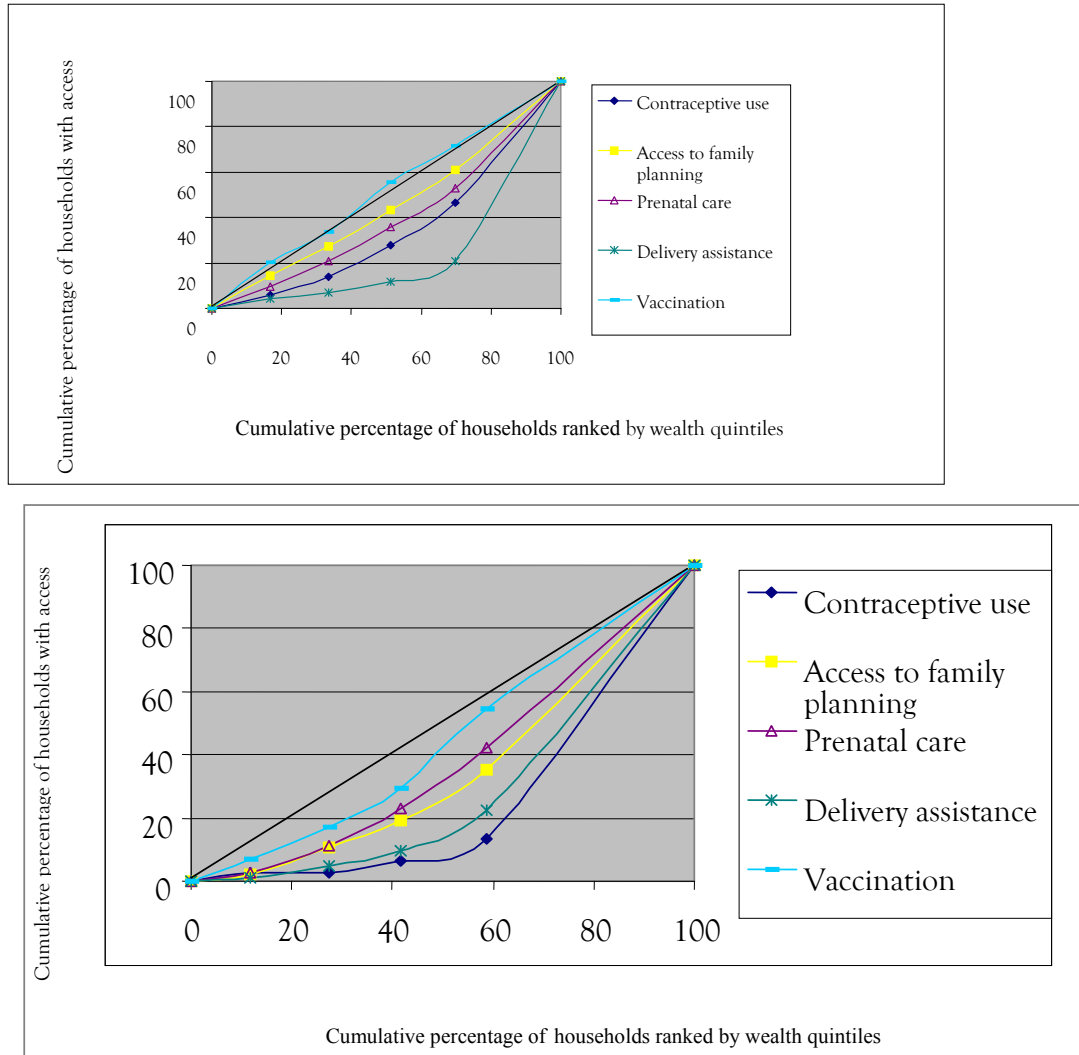 Cumulative percentage of households with access
100
80
60
40
20
0
0 20 40 60 80 100
Contraceptive use
Access to family
planning
Prenatal care
Delivery assistance
Vaccination
Cumulative percentage of households ranked by wealth quintiles
Cumulative percentage of households with access
100
80
60
40
20
0
0 20 40 60 80 100
Contraceptive use
Access to family
planning
Prenatal care
Delivery assistance
Vaccination
Cumulative percentage of households ranked by wealth quintiles